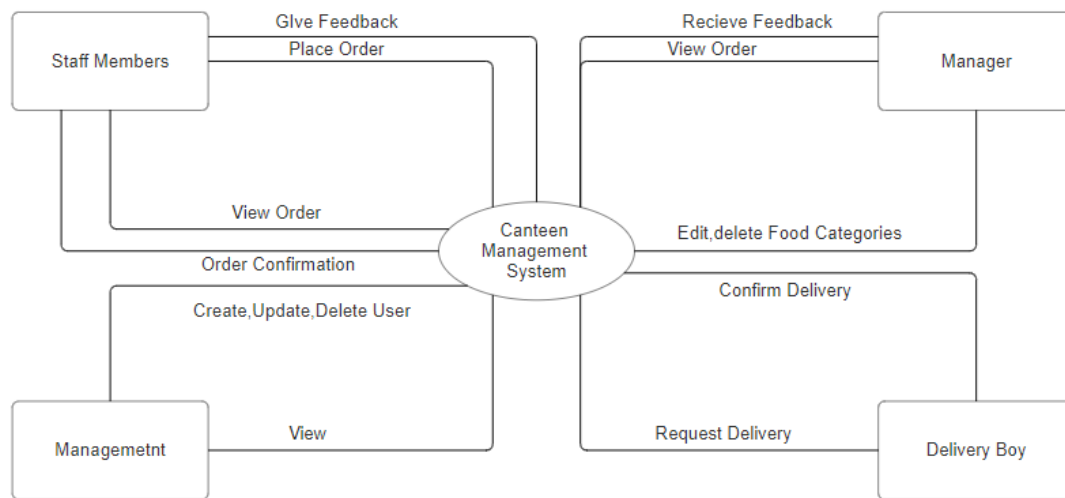 GIve Feedback
Recieve Feedback
Place Order
View Order
Staff Members
Manager
View Order
Canteen
Management
System
Edit,delete Food Categories
Order Confirmation
Confirm Delivery
Create,Update,Delete User
View
Request Delivery
Managemetnt
Delivery Boy